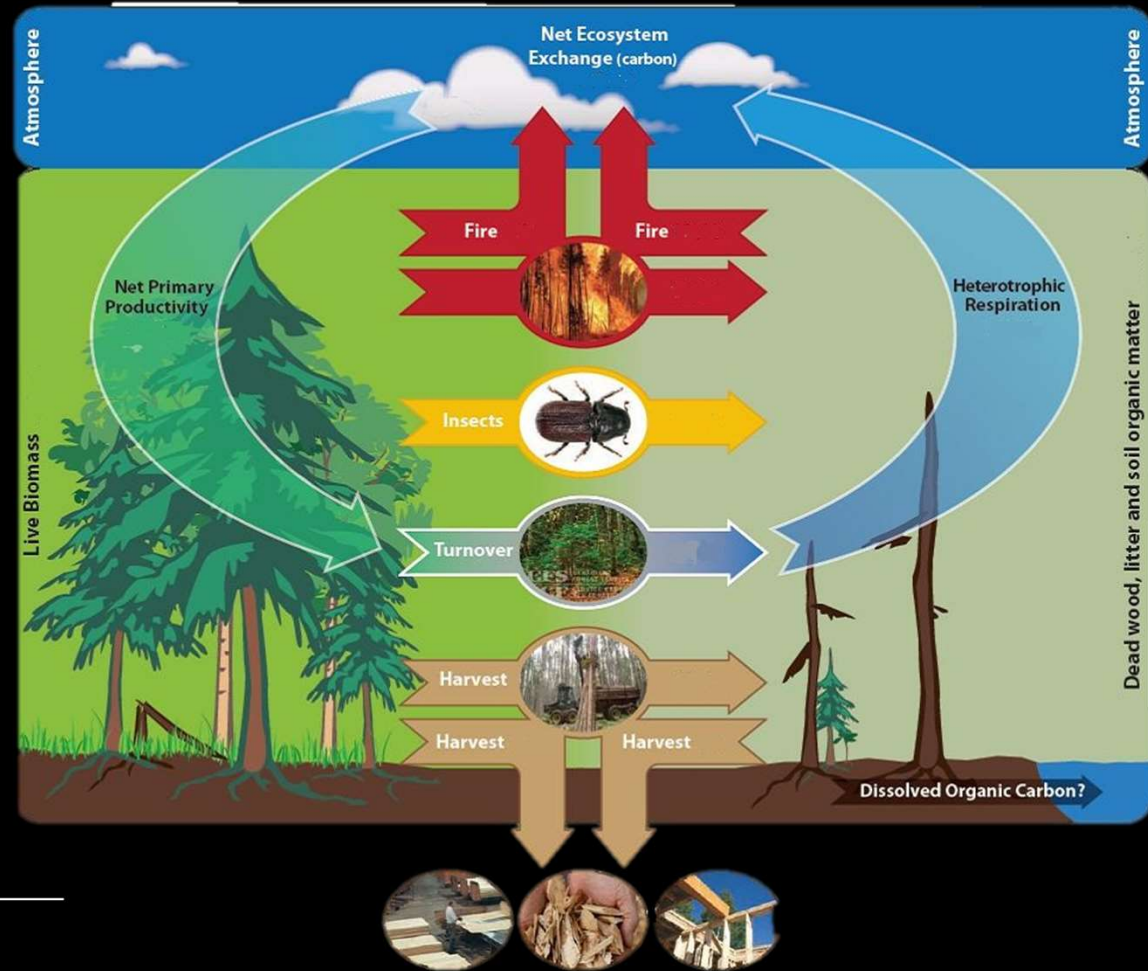 Net Ecosystem
Exchange (carbon)
Atmosphere
Atmosphere
Fire
Fire
Net Primary
Productivity
Heterotrophic
Respiration
Insects
Live Biomass
Dead wood, litter and soil organic matter
Turnover
Harvest
Harvest
Harvest
Dissolved Organic Carbon?